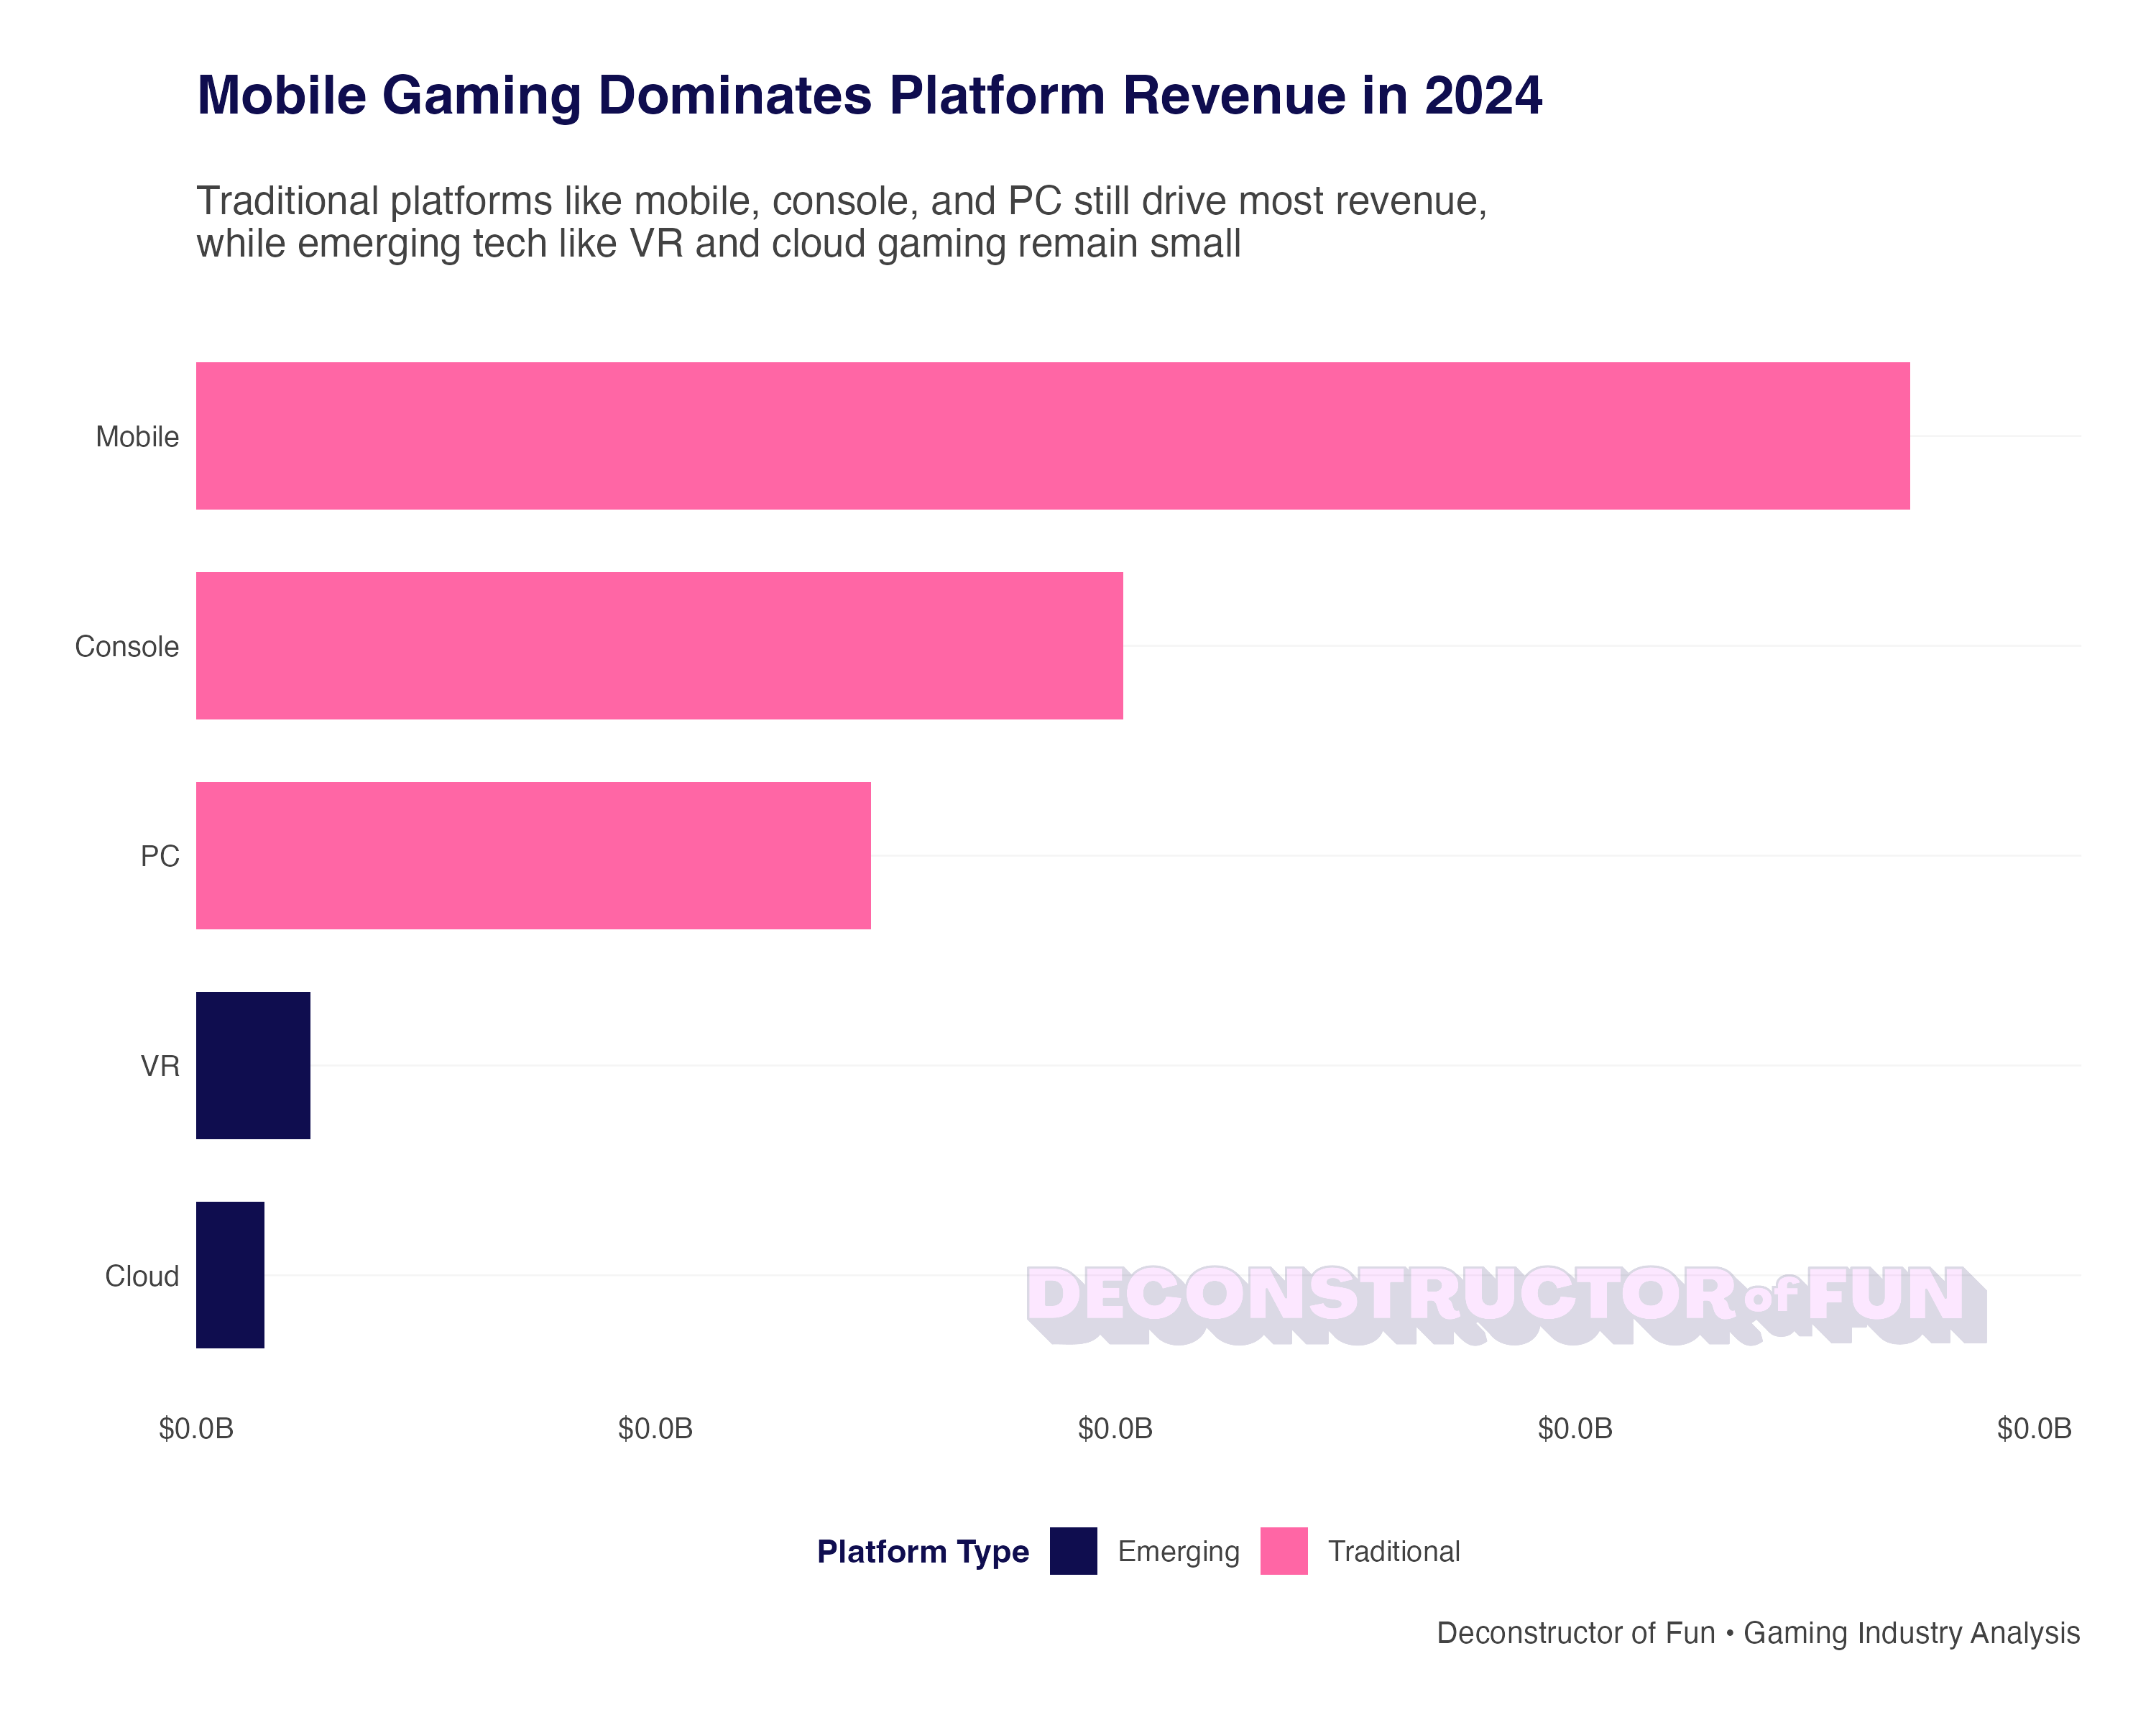 Mobile Gaming Dominates Platform Revenue in 2024
Traditional platforms like mobile, console, and PC still drive most revenue,
while emerging tech like VR and cloud gaming remain small
Mobile
Console
PC
VR
Cloud
DECONSTRUCTOR of FUN
$0.0B $0.0B $0.0B $0.0B $0.0B
Platform Type Emerging Traditional
Deconstructor of Fun • Gaming Industry Analysis